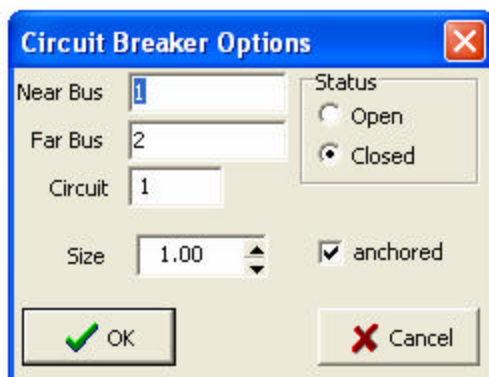 Circuit Breaker Options
Near Bus 1
Far Bus 2
Circuit 1
Status
Open
Closed
Size 1.00
anchored
OK
Cancel